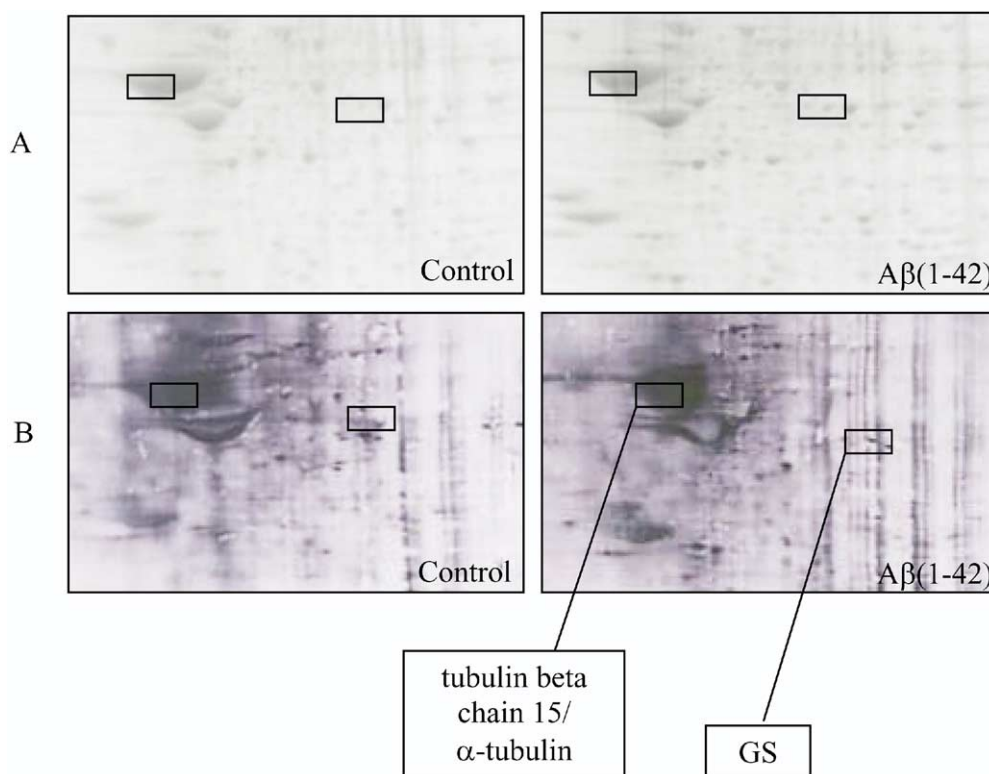 A
Control
Aβ(1-42)
B
Control
Aβ(1-42)
tubulin beta
chain 15/
α-tubulin
GS